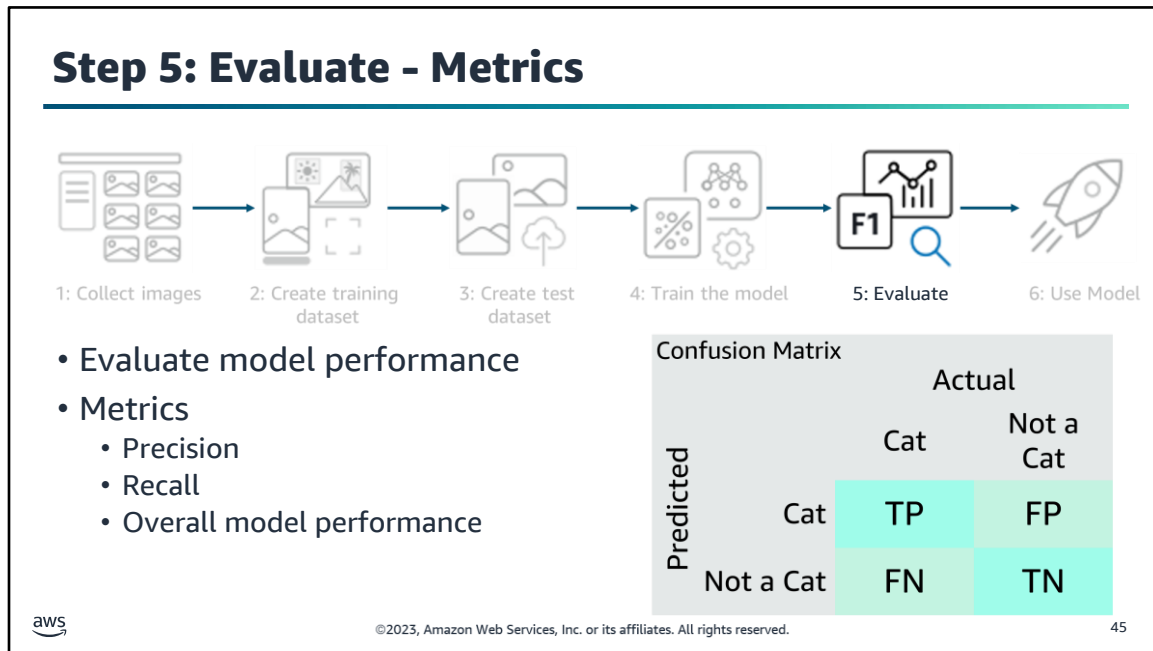 Step 5: Evaluate - Metrics
F1
1: Collect images
2: Create training
dataset
3: Create test
dataset
4: Train the model
5: Evaluate
6: Use Model
• Evaluate model performance
• Metrics
• Precision
• Recall
• Overall model performance
Confusion Matrix
Actual
Cat
Not a
Cat
Predicted
Cat
TP
FP
Not a Cat
FN
TN
aws
©2023, Amazon Web Services, Inc. or its affiliates. All rights reserved.
45